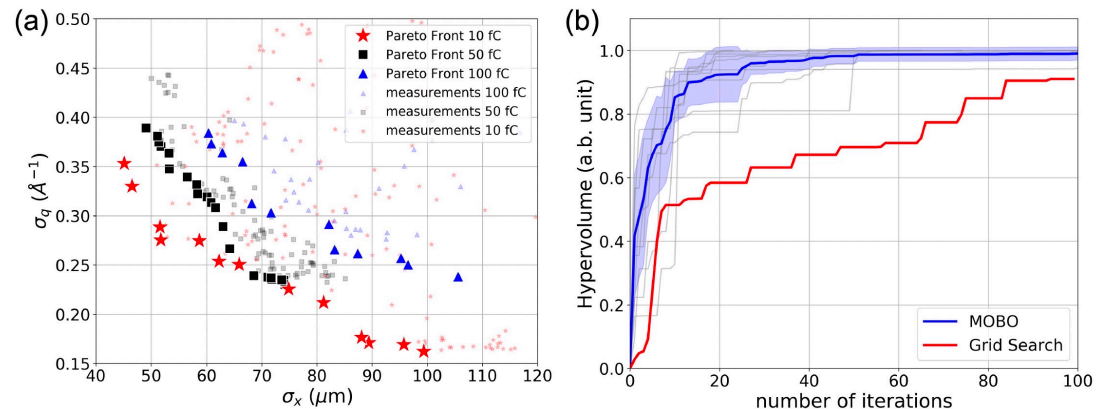 (a)
0.50
0.45
0.40
0.35
0.30
0.25
0.20
0.15
σq (Å⁻¹)
40 50 60 70 80 90 100 110 120
σx (μm)
Pareto Front 10 fC
Pareto Front 50 fC
Pareto Front 100 fC
measurements 100 fC
measurements 50 fC
measurements 10 fC
(b)
1.0
0.8
0.6
0.4
0.2
0.0
Hypervolume (a.b. unit)
0 20 40 60 80 100
number of iterations
MOBO
Grid Search